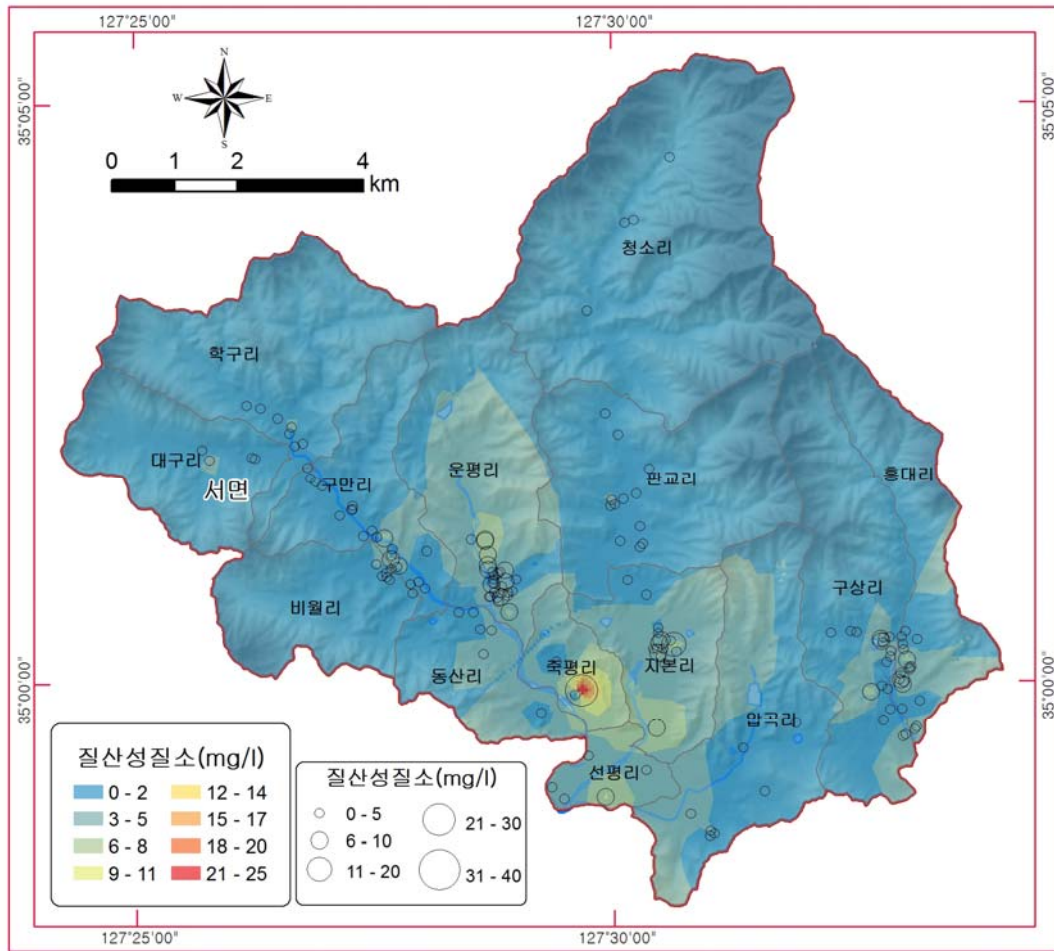 127°25'00" 127°30'00"
35°05'00" 35°05'00"
N
W E
S
0 1 2 4
km
청소리
학구리
대구리
서면
구만리
운평리
판교리
흥대리
비월리
구상리
동산리
죽평리
지본리
압곡리
선평리
35°00'00" 35°00'00"
질산성질소(mg/l)
0 - 2 12 - 14
3 - 5 15 - 17
6 - 8 18 - 20
9 - 11 21 - 25
질산성질소(mg/l)
0 - 5 21 - 30
6 - 10
11 - 20 31 - 40
127°25'00" 127°30'00"